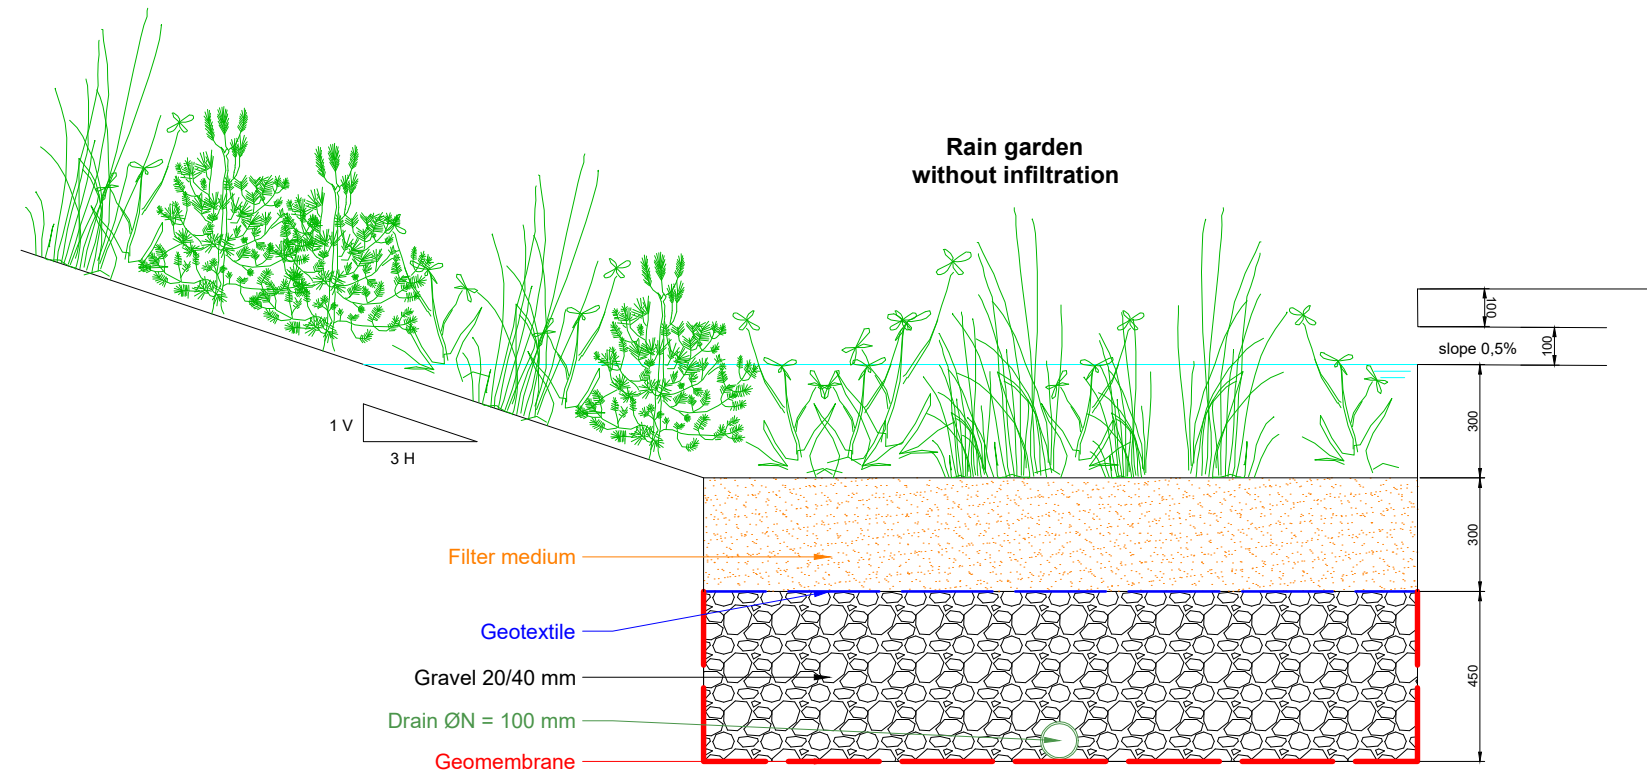 Rain garden
without infiltration
100
slope 0,5%
100
300
1 V
3 H
300
Filter medium
Geotextile
450
Gravel 20/40 mm
Drain ØN = 100 mm
Geomembrane